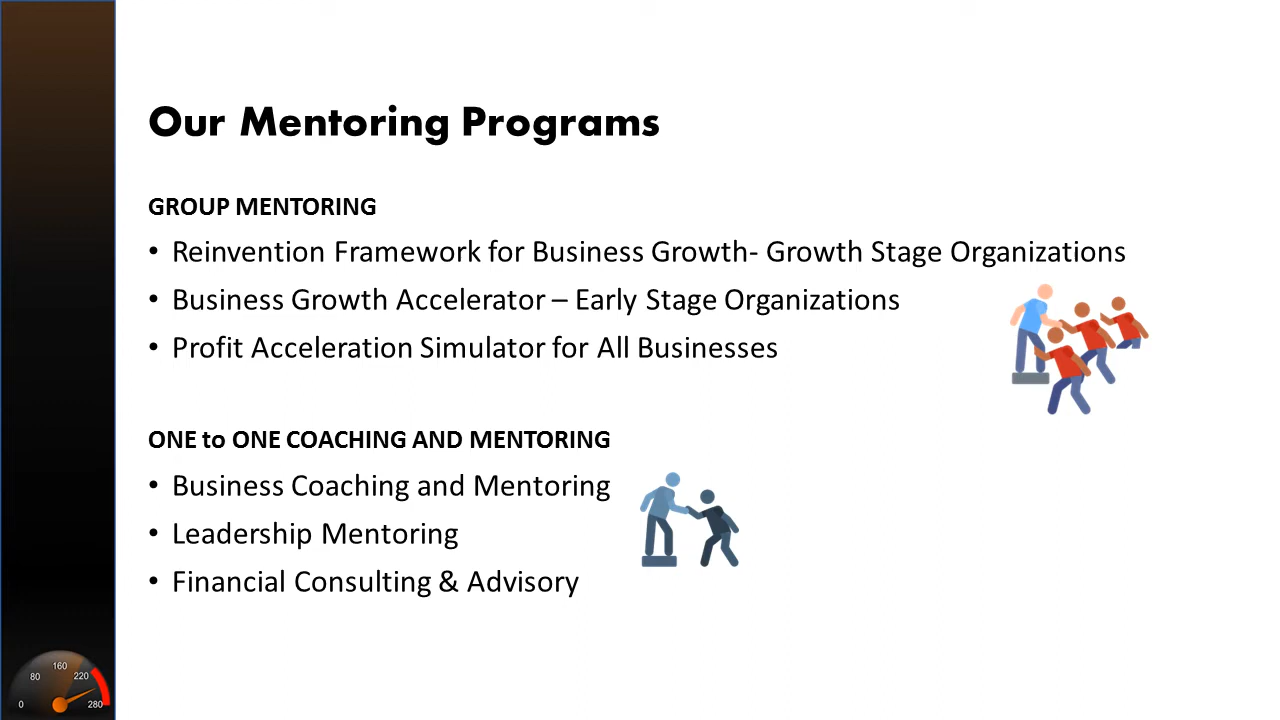 Our Mentoring Programs
GROUP MENTORING
• Reinvention Framework for Business Growth- Growth Stage Organizations
• Business Growth Accelerator – Early Stage Organizations
• Profit Acceleration Simulator for All Businesses
ONE to ONE COACHING AND MENTORING
• Business Coaching and Mentoring
• Leadership Mentoring
• Financial Consulting & Advisory
0 80 160 220 280